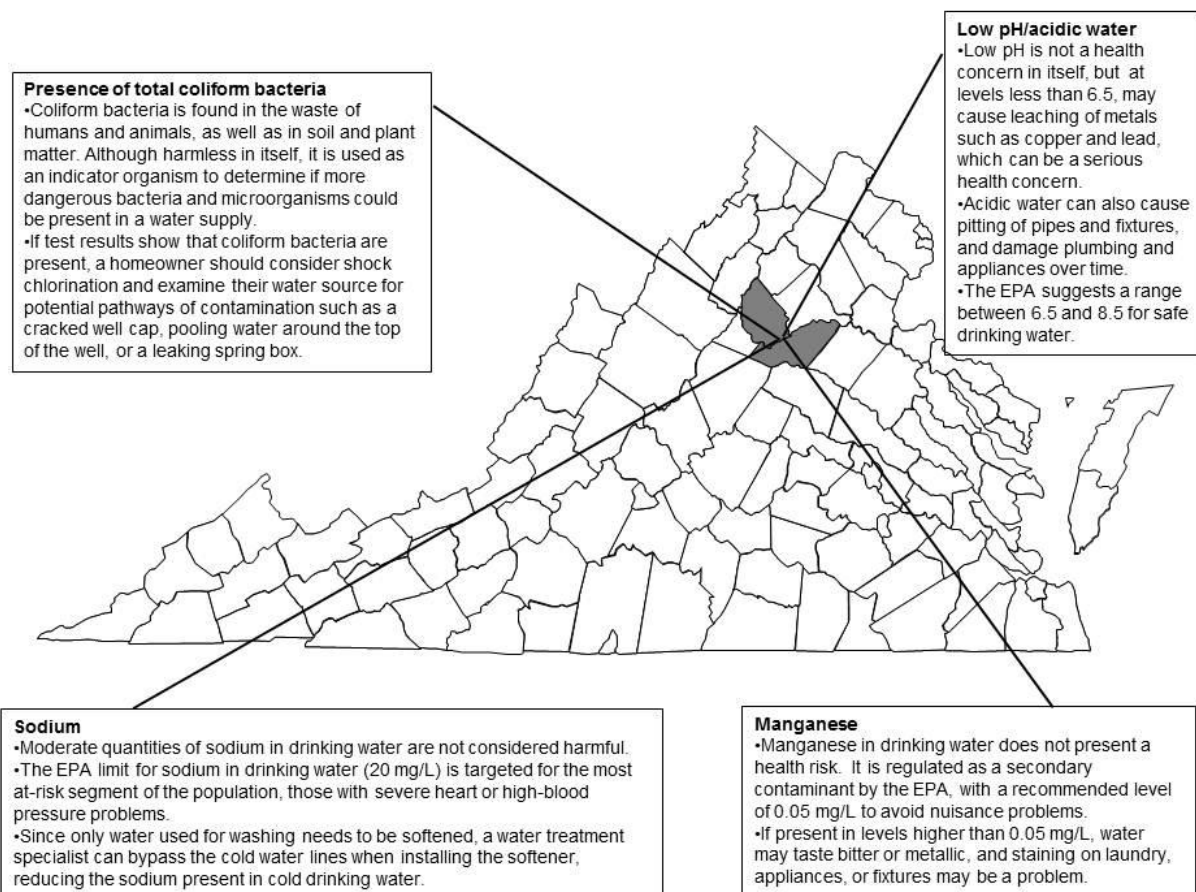 Presence of total coliform bacteria
•Coliform bacteria is found in the waste of
humans and animals, as well as in soil and plant
matter. Although harmless in itself, it is used as
an indicator organism to determine if more
dangerous bacteria and microorganisms could
be present in a water supply.
•If test results show that coliform bacteria are
present, a homeowner should consider shock
chlorination and examine their water source for
potential pathways of contamination such as a
cracked well cap, pooling water around the top
of the well, or a leaking spring box.
Low pH/acidic water
•Low pH is not a health
concern in itself, but at
levels less than 6.5, may
cause leaching of metals
such as copper and lead,
which can be a serious
health concern.
•Acidic water can also cause
pitting of pipes and fixtures,
and damage plumbing and
appliances over time.
•The EPA suggests a range
between 6.5 and 8.5 for safe
drinking water.
Sodium
•Moderate quantities of sodium in drinking water are not considered harmful.
•The EPA limit for sodium in drinking water (20 mg/L) is targeted for the most
at-risk segment of the population, those with severe heart or high-blood
pressure problems.
•Since only water used for washing needs to be softened, a water treatment
specialist can bypass the cold water lines when installing the softener,
reducing the sodium present in cold drinking water.
Manganese
•Manganese in drinking water does not present a
health risk. It is regulated as a secondary
contaminant by the EPA, with a recommended level
of 0.05 mg/L to avoid nuisance problems.
•If present in levels higher than 0.05 mg/L, water
may taste bitter or metallic, and staining on laundry,
appliances, or fixtures may be a problem.